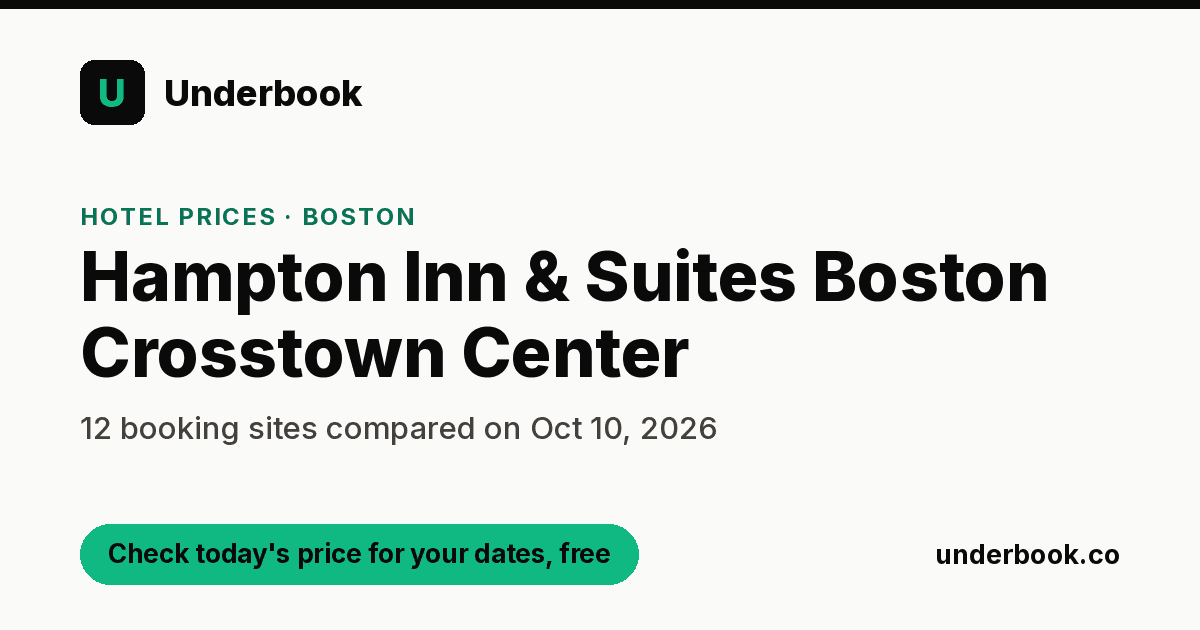 U Underbook
HOTEL PRICES · BOSTON
Hampton Inn & Suites Boston
Crosstown Center
12 booking sites compared on Oct 10, 2026
Check today's price for your dates, free
underbook.co